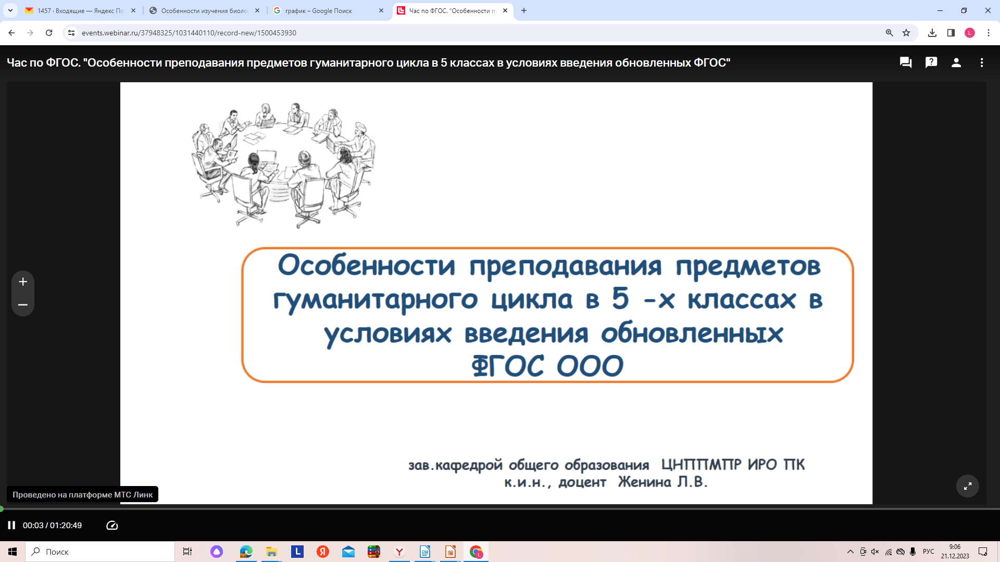 1457 · Входящие — Яндекс По
Особенности изучения биоло
график – Google Поиск
Час по ФГОС. "Особенности п
events.webinar.ru/37948325/1031440110/record-new/1500453930
L
Час по ФГОС. "Особенности преподавания предметов гуманитарного цикла в 5 классах в условиях введения обновленных ФГОС"
Особенности преподавания предметов
гуманитарного цикла в 5 -х классах в
условиях введения обновленных
ФГОС ООО
зав.кафедрой общего образования ЦНППМПР ИРО ПК
к.и.н., доцент Женина Л.В.
Проведено на платформе МТС Линк
00:03 / 01:20:49
Поиск
L
Я
Y
L
РУС
9:06
21.12.2023